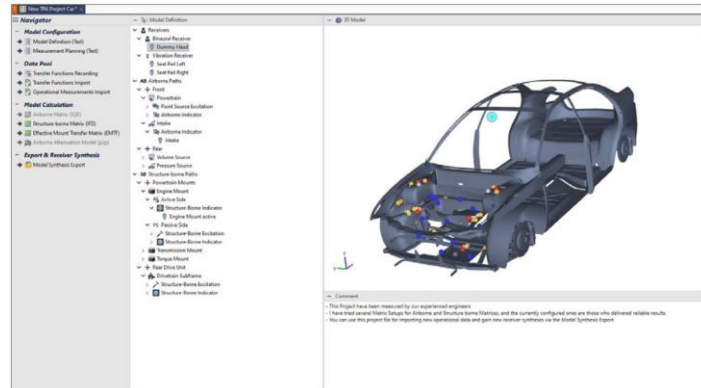 New TPA Project Car*
Navigator
Model Configuration
Model Definition (Test)
Measurement Planning (Test)
Data Pool
Transfer Functions Recording
Transfer Functions Import
Operational Measurements Import
Model Calculation
Airborne Matrix
Structure-borne Matrix (IFD)
Effective Mount Transfer Matrix (EMTF)
Airborne Attenuation Model (p/p)
Export & Receiver Synthesis
Model Synthesis Export
Model Definition
Receivers
Binaural Receiver
Dummy Head
Vibration Receiver
Seat Rail Left
Seat Rail Right
AB Airborne Paths
Front
Powertrain
Point Source Excitation
Airborne Indicator
Intake
Airborne Indicator
Intake
Rear
Volume Source
Pressure Source
SB Structure-borne Paths
Powertrain Mounts
Engine Mount
Active Side
Structure-Borne Indicator
Engine Mount active
PS Passive Side
Structure-Borne Excitation
Structure-Borne Indicator
Transmission Mount
Torque Mount
Rear Drive Unit
Drivetrain Subframe
Structure-Borne Excitation
Structure-Borne Indicator
3D Model
Comment
- This Project have been measured by our experienced engineers
- I have tried several Matrix Setups for Airborne and Structure borne Matrixes, and the currently configured ones are those who delivered reliable results.
- You can use this project file for importing new operational data and gain new receiver syntheses via the Model Synthesis Export